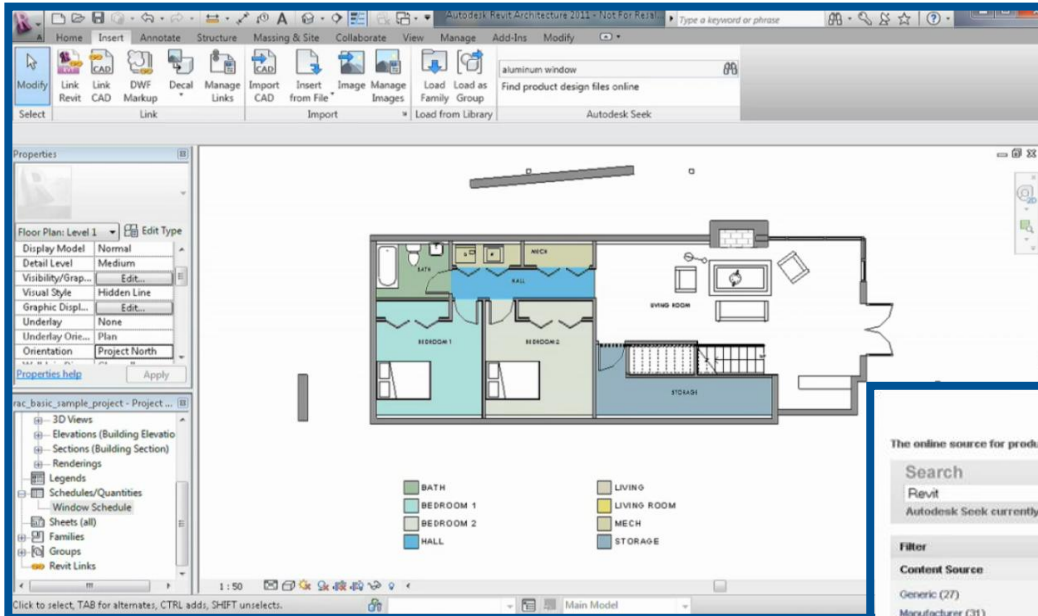 Autodesk Revit Architecture 2011 - Not For Resal...
Type a keyword or phrase
Home Insert Annotate Structure Massing & Site Collaborate View Manage Add-Ins Modify
Modify
Link Revit
Link CAD
DWF Markup
Decal
Manage Links
Import CAD
Insert from File
Image
Manage Images
Load Family
Load as Group
aluminum window
Find product design files online
Select Link Import Load from Library Autodesk Seek
Properties
Floor Plan: Level 1
Edit Type
Display Model Normal
Detail Level Medium
Visibility/Grap... Edit...
Visual Style Hidden Line
Graphic Displ... Edit...
Underlay None
Underlay Orie... Plan
Orientation Project North
Properties help Apply
rac_basic_sample_project - Project ...
3D Views
Elevations (Building Elevatio
Sections (Building Section)
Renderings
Legends
Schedules/Quantities
Window Schedule
Sheets (all)
Families
Groups
Revit Links
BATH
MECH
HALL
LIVING ROOM
BEDROOM 1
BEDROOM 2
STORAGE
BATH
BEDROOM 1
BEDROOM 2
HALL
LIVING
LIVING ROOM
MECH
STORAGE
1 : 50
Click to select, TAB for alternates, CTRL adds, SHIFT unselects.
Main Model
The online source for produ
Search
Revit
Autodesk Seek currently
Filter
Content Source
Generic (27)
Manufacturer (31)